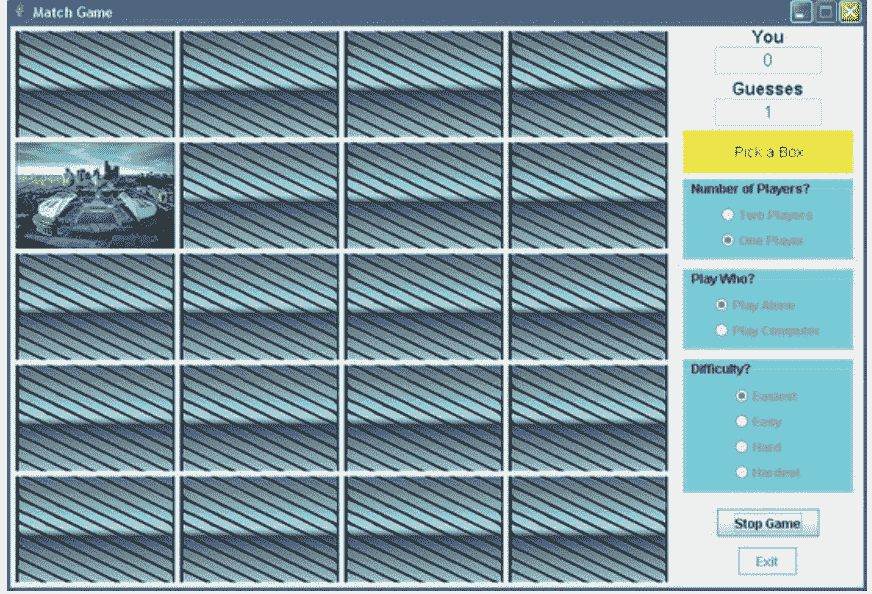 Match Game
You
0
Guesses
1
Pick a Box
Number of Players?
Two Players
One Player
Play Who?
Play Alone
Play Computer
Difficulty?
Easiest
Easy
Hard
Hardest
Stop Game
Exit